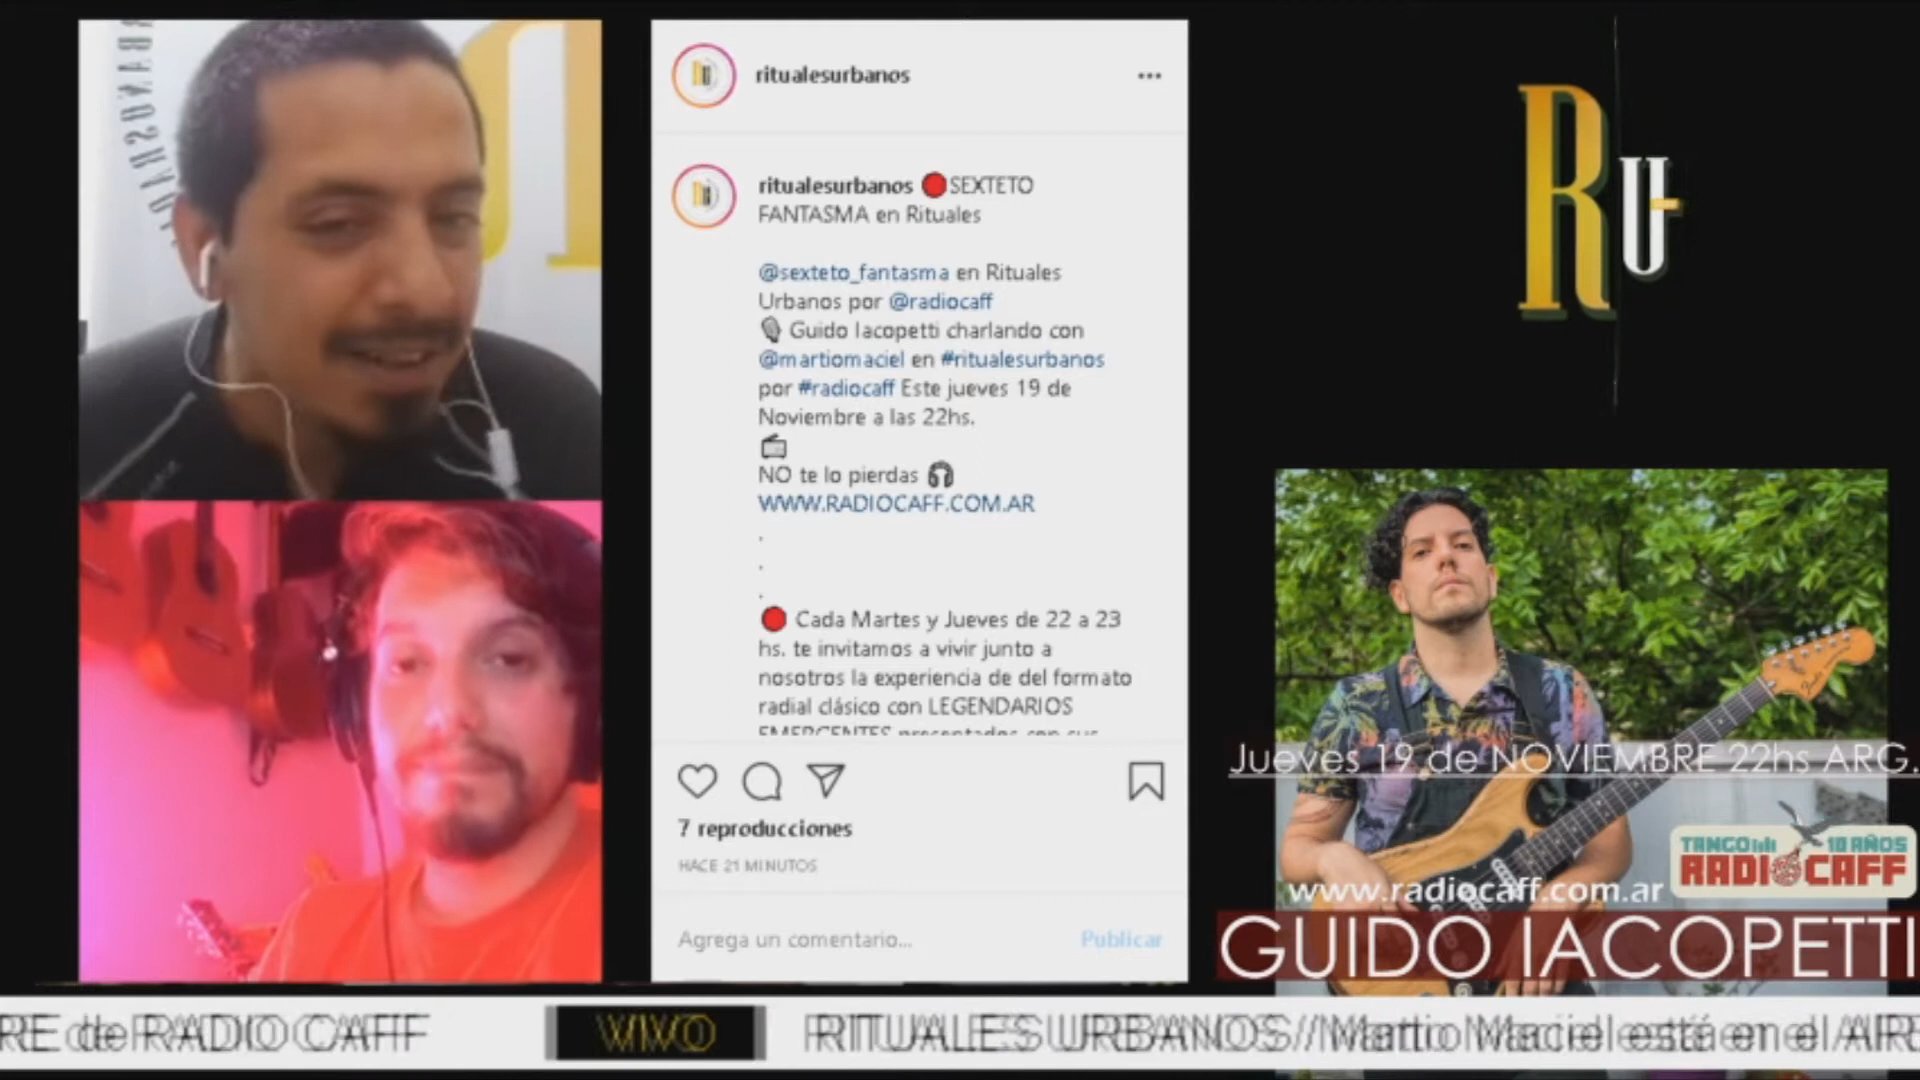 ritualesurbanos
ritualesurbanos 🔴SEXTETO
FANTASMA en Rituales
@sexteto_fantasma en Rituales
Urbanos por @radiocaff
🎙 Guido Iacopetti charlando con
@martiomaciel en #ritualesurbanos
por #radiocaff Este jueves 19 de
Noviembre a las 22hs.
📻
NO te lo pierdas 🎧
WWW.RADIOCAFF.COM.AR
.
.
.
🔴 Cada Martes y Jueves de 22 a 23
hs. te invitamos a vivir junto a
nosotros la experiencia de del formato
radial clásico con LEGENDARIOS
EMERGENTES presentados con sus
7 reproducciones
HACE 21 MINUTOS
Agrega un comentario...
Publicar
RU
Jueves 19 de NOVIEMBRE 22hs ARG.
TANGO 10 AÑOS
RADIOCAFF
www.radiocaff.com.ar
GUIDO IACOPETTI
RE de RADIO CAFF VIVO RITUALES URBANOS//Martio Maciel está en el AIRE